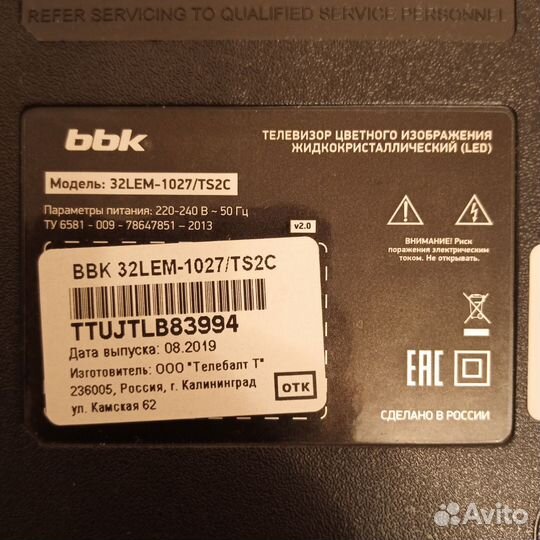 REFER SERVICING TO QUALIFIED SERVICE PERSONNEL
bbk
ТЕЛЕВИЗОР ЦВЕТНОГО ИЗОБРАЖЕНИЯ
ЖИДКОКРИСТАЛЛИЧЕСКИЙ (LED)
Модель: 32LEM-1027/TS2C
Параметры питания: 220-240 В ~ 50 Гц
ТУ 6581 - 009 - 78647851 - 2013
v2.0
ВНИМАНИЕ! Риск
поражения электрическим
током. Не открывать.
BBK 32LEM-1027/TS2C
TTUJTLB83994
Дата выпуска: 08.2019
Изготовитель: ООО "Телебалт Т"
236005, Россия, г. Калининград
ул. Камская 62
ОТК
EAC
СДЕЛАНО В РОССИИ
Avito